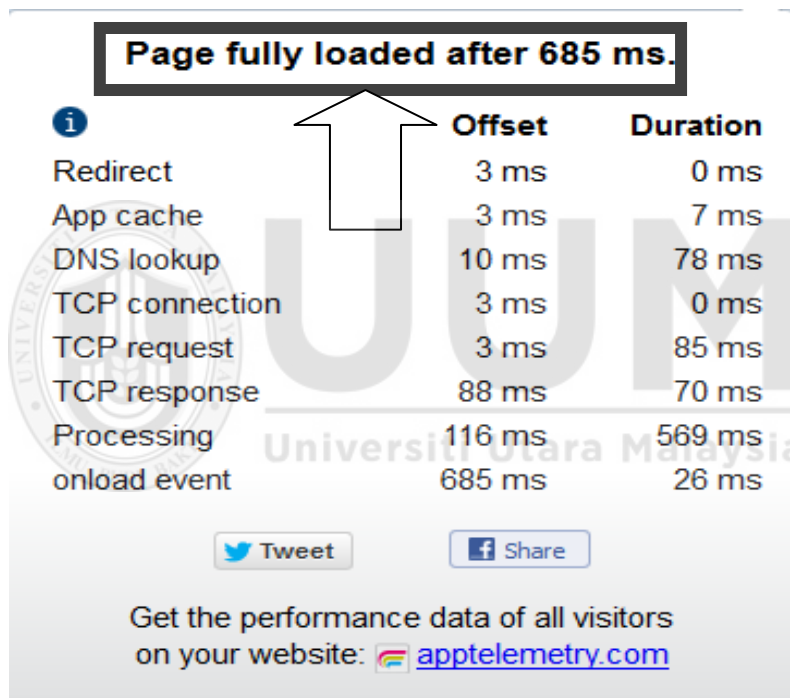 Page fully loaded after 685 ms.
i Offset Duration
Redirect 3 ms 0 ms
App cache 3 ms 7 ms
DNS lookup 10 ms 78 ms
TCP connection 3 ms 0 ms
TCP request 3 ms 85 ms
TCP response 88 ms 70 ms
Processing 116 ms 569 ms
onload event 685 ms 26 ms
UUM
Universiti Utara Malaysia
Tweet Share
Get the performance data of all visitors
on your website: apptelemetry.com